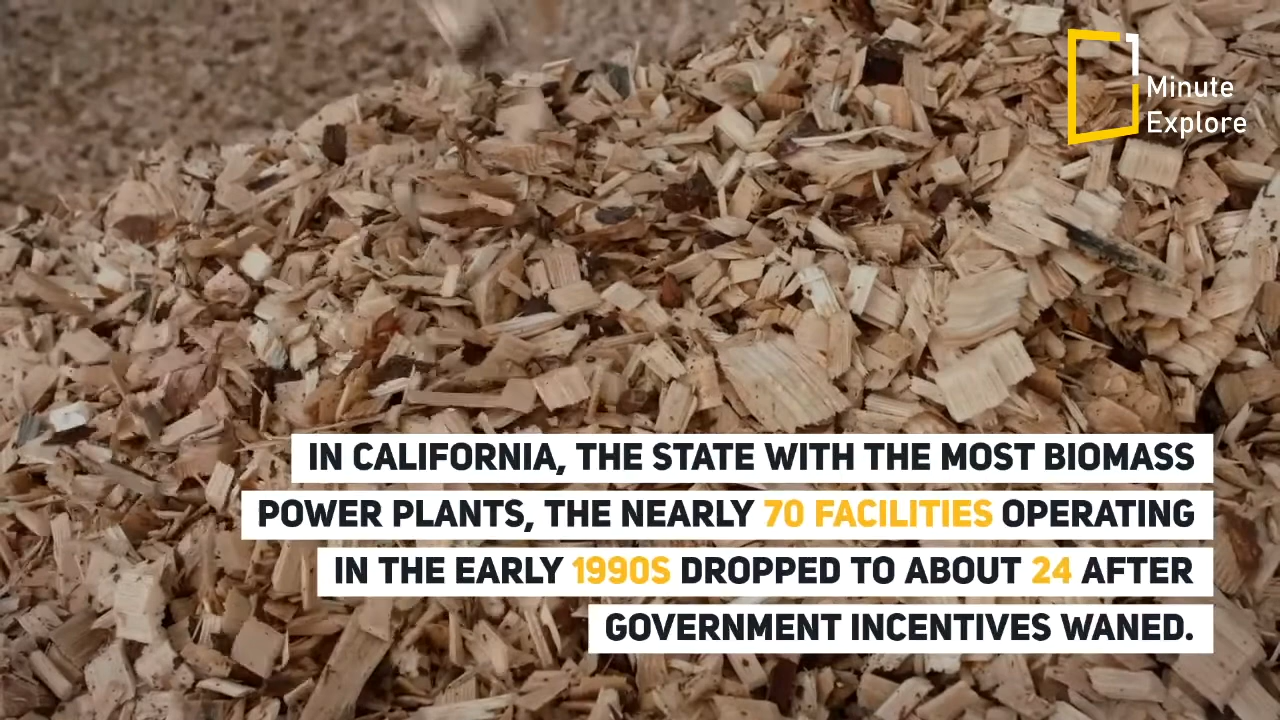 Minute
Explore
IN CALIFORNIA, THE STATE WITH THE MOST BIOMASS
POWER PLANTS, THE NEARLY 70 FACILITIES OPERATING
IN THE EARLY 1990S DROPPED TO ABOUT 24 AFTER
GOVERNMENT INCENTIVES WANED.